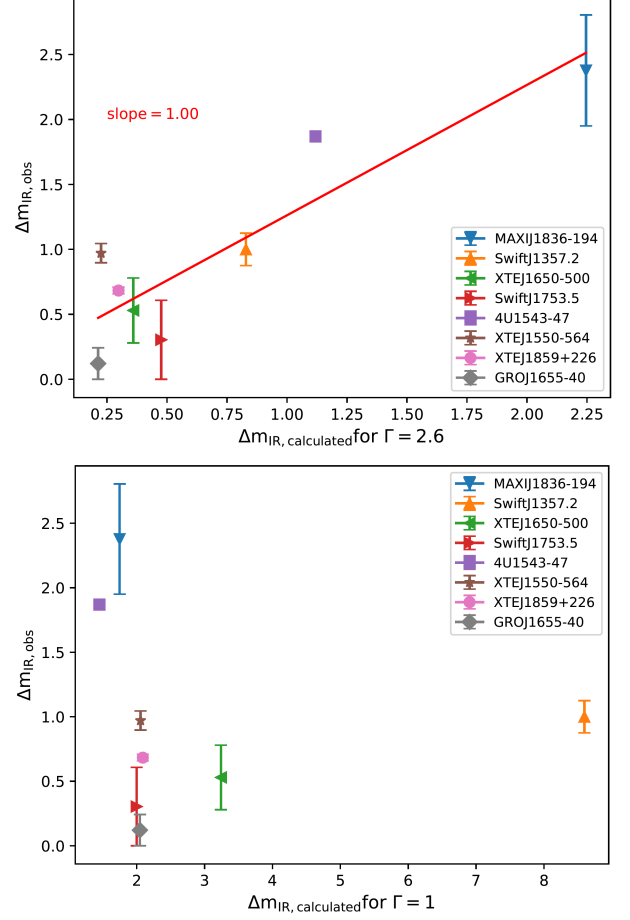 2.5
2.0
1.5
1.0
0.5
0.0
Δm_IR, obs
slope = 1.00
MAXIJ1836-194
SwiftJ1357.2
XTEJ1650-500
SwiftJ1753.5
4U1543-47
XTEJ1550-564
XTEJ1859+226
GROJ1655-40
0.25 0.50 0.75 1.00 1.25 1.50 1.75 2.00 2.25
Δm_IR, calculated for Γ = 2.6
2.5
2.0
1.5
1.0
0.5
0.0
Δm_IR, obs
MAXIJ1836-194
SwiftJ1357.2
XTEJ1650-500
SwiftJ1753.5
4U1543-47
XTEJ1550-564
XTEJ1859+226
GROJ1655-40
2 3 4 5 6 7 8
Δm_IR, calculated for Γ = 1